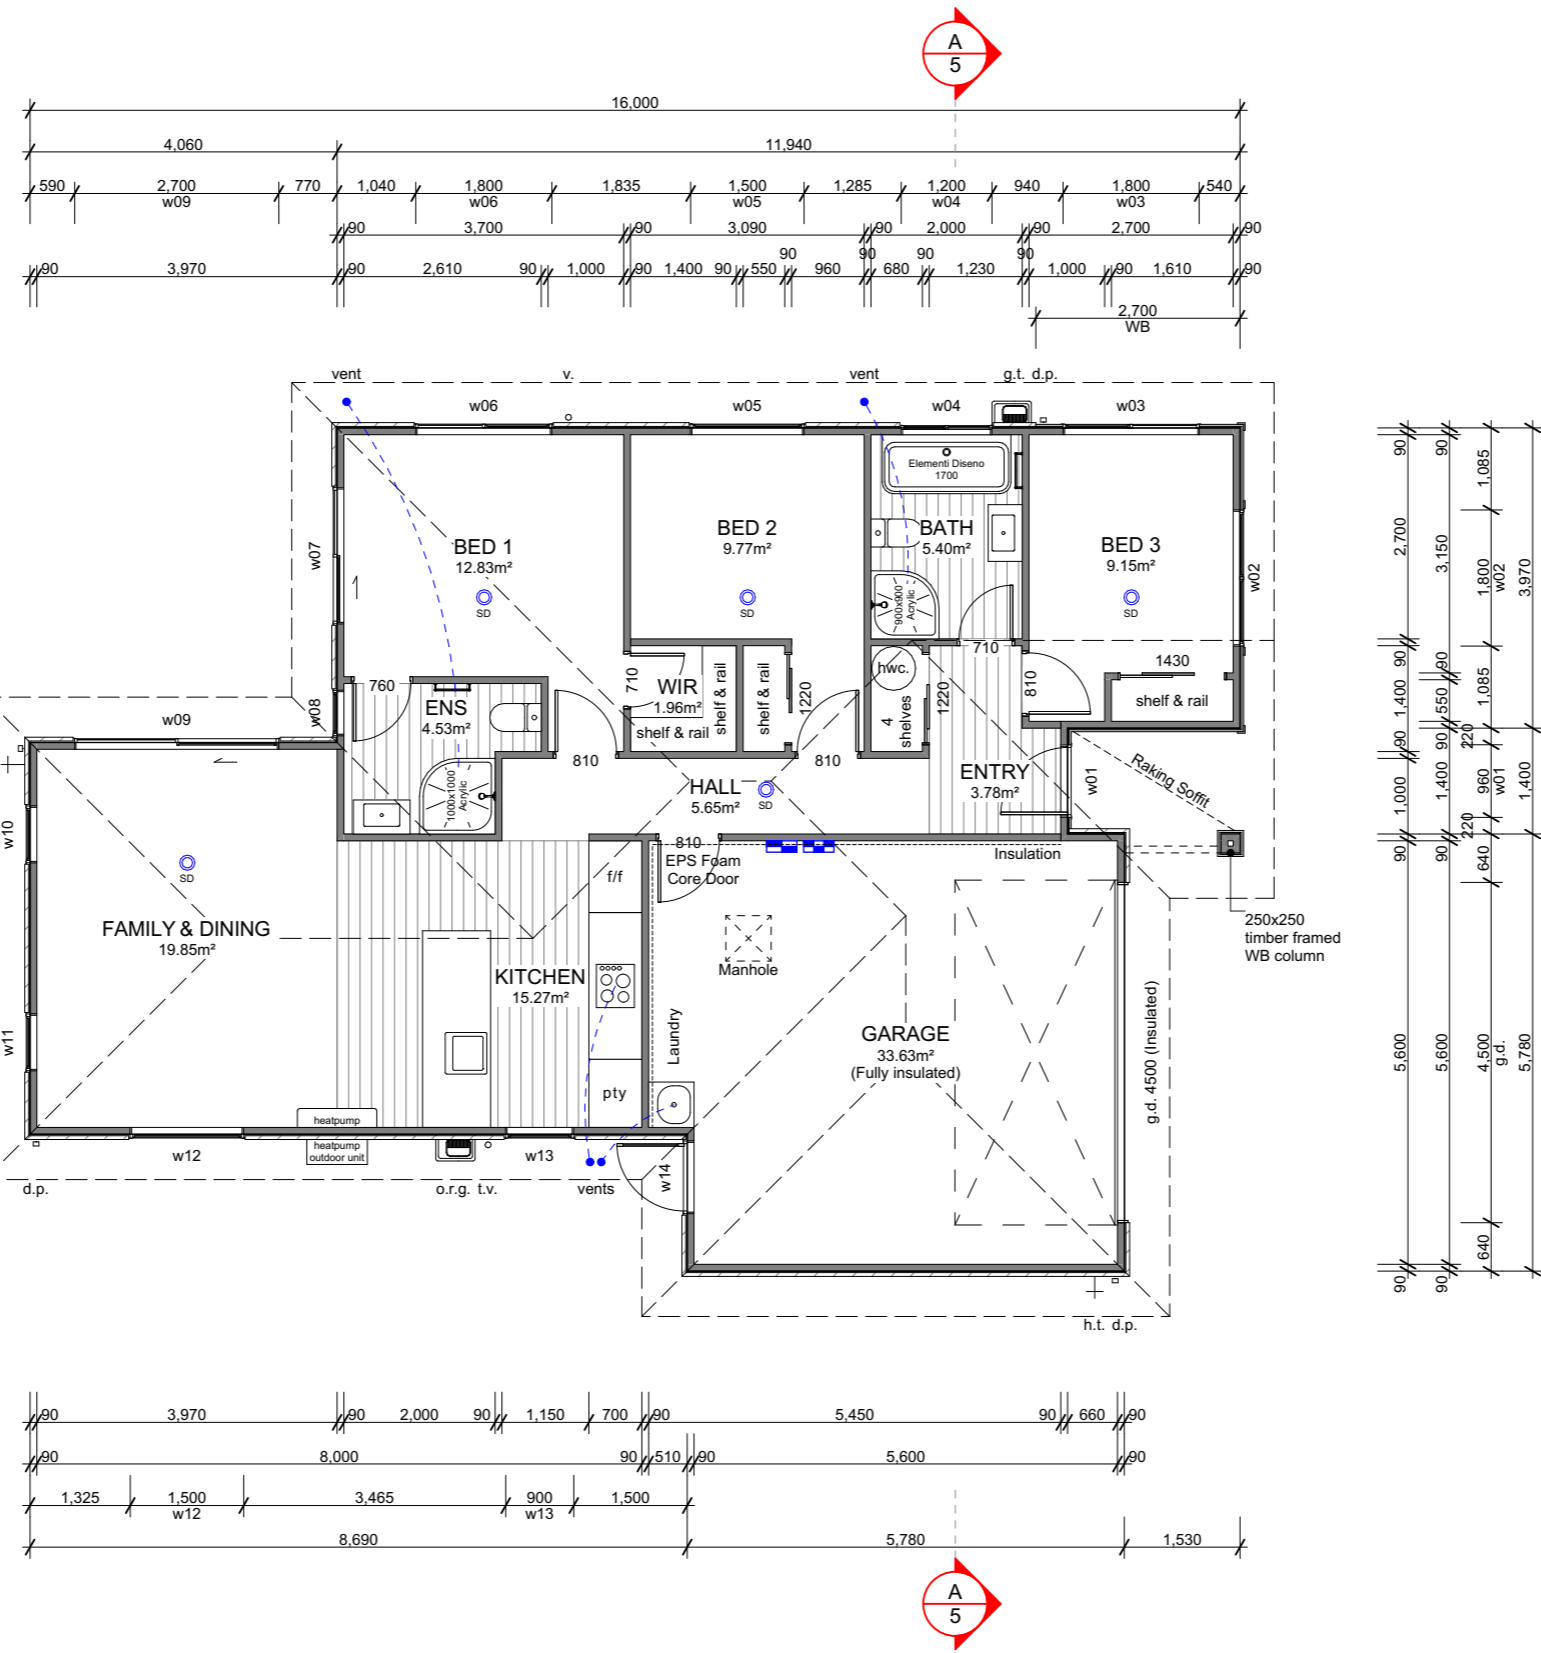 A
5
16,000
4,060 11,940
590 2,700 770 1,040 1,800 1,835 1,500 1,285 1,200 940 1,800 540
w09 w06 w05 w04 w03
90 3,700 90 3,090 90 2,000 90 2,700 90
90 90 90 90
90 3,970 90 2,610 90 1,000 90 1,400 90 550 960 680 1,230 1,000 90 1,610 90
2,700
WB
vent v. vent g.t. d.p.
w06 w05 w04 w03
Elementi Diseno
1700
BED 1
12.83m²
SD
BED 2
9.77m²
SD
BATH
5.40m²
900x900
Acrylic
BED 3
9.15m²
SD
w07
w02
710
hwc.
1430
shelf & rail
810
760
710
WIR
1.96m²
shelf & rail
shelf & rail
shelf & rail
1220
4
shelves
1220
w08
w09
ENS
4.53m²
1000x1000
Acrylic
810
810
HALL
5.65m²
SD
ENTRY
3.78m²
w01
Raking Soffit
w10
SD
FAMILY & DINING
19.85m²
810
EPS Foam
Core Door
Insulation
f/f
250x250
timber framed
WB column
Manhole
KITCHEN
15.27m²
Laundry
GARAGE
33.63m²
(Fully insulated)
g.d. 4500 (Insulated)
w11
pty
heatpump
heatpump
outdoor unit
w12 w13
w14
d.p. o.r.g. t.v. vents
h.t. d.p.
90 2,700 90 1,400 90 1,000 90 5,600 90
90 3,150 90 550 90 1,400 90 5,600 90
1,085 1,800 1,085 220 960 220 640 4,500 640
w02 w01 g.d.
3,970 1,400 5,780
90 3,970 90 2,000 90 1,150 700 90 5,450 90 660 90
90 8,000 90 510 90 5,600 90
1,325 1,500 3,465 900 1,500
w12 w13
8,690 5,780 1,530
A
5